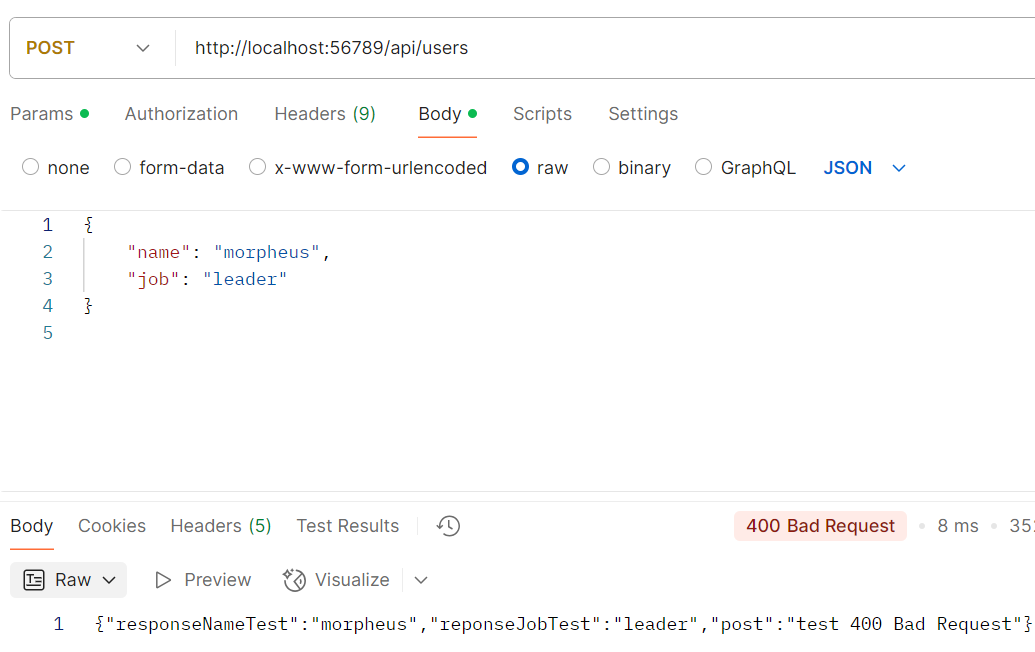 POST http://localhost:56789/api/users
Params Authorization Headers (9) Body Scripts Settings
none form-data x-www-form-urlencoded raw binary GraphQL JSON
1 {
2 "name": "morpheus",
3 "job": "leader"
4 }
5
Body Cookies Headers (5) Test Results 400 Bad Request 8 ms
Raw Preview Visualize
1 {"responseNameTest":"morpheus","reponseJobTest":"leader","post":"test 400 Bad Request"}